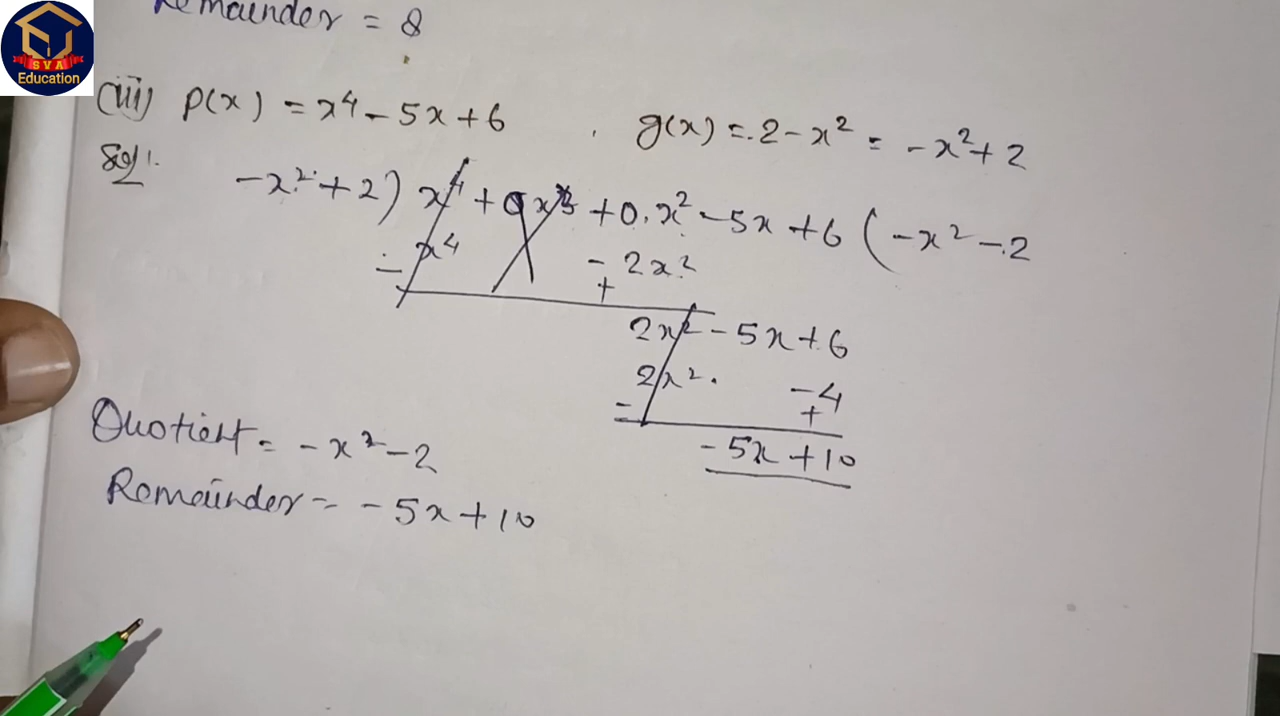 Remainder = 8
SVA
Education
(iii) p(x) = x⁴ - 5x + 6 , g(x) = 2 - x² = -x² + 2
Sol.
-x² + 2) x⁴ + 0x³ + 0.x² - 5x + 6 ( -x² - 2
x⁴ - 2x²
- +
2x² - 5x + 6
2x² - 4
- +
-5x + 10
Quotient = -x² - 2
Remainder = -5x + 10